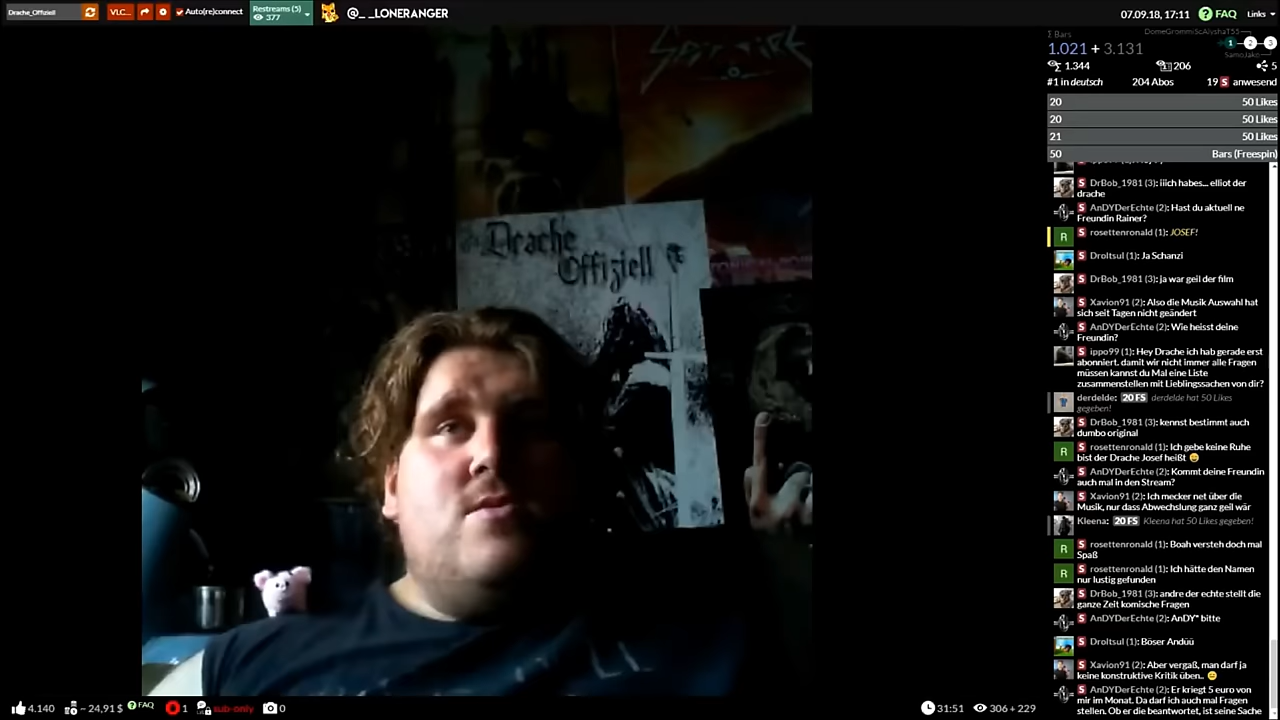 Drache_Offiziell
VLC...
Auto(re)connect
Restreams (5)
377
@_ _LONERANGER
07.09.18, 17:11
FAQ
Links
Drache
Offiziell
Σ Bars
1.021 + 3.131
1 2 3
1.344
206
5
#1 in deutsch
204 Abos
19 S anwesend
20 50 Likes
20 50 Likes
21 50 Likes
50 Bars (Freespin)
S DrBob_1981 (3): iiich habes... elliot der
drache
S AnDYDerEchte (2): Hast du aktuell ne
Freundin Rainer?
R S rosettenronald (1): JOSEF!
S Droltsul (1): Ja Schanzi
S DrBob_1981 (3): ja war geil der film
S Xavion91 (2): Also die Musik Auswahl hat
sich seit Tagen nicht geändert
S AnDYDerEchte (2): Wie heisst deine
Freundin?
S ippo99 (1): Hey Drache ich hab gerade erst
abonniert. damit wir nicht immer alle Fragen
müssen kannst du Mal eine Liste
zusammenstellen mit Lieblingssachen von dir?
derdelde: 20 FS derdelde hat 50 Likes
gegeben!
S DrBob_1981 (3): kennst bestimmt auch
dumbo original
R S rosettenronald (1): Ich gebe keine Ruhe
bist der Drache Josef heißt
S AnDYDerEchte (2): Kommt deine Freundin
auch mal in den Stream?
S Xavion91 (2): Ich mecker net über die
Musik, nur dass Abwechslung ganz geil wär
Kleena: 20 FS Kleena hat 50 Likes gegeben!
R S rosettenronald (1): Boah versteh doch mal
Spaß
R S rosettenronald (1): Ich hätte den Namen
nur lustig gefunden
S DrBob_1981 (3): andre der echte stellt die
ganze Zeit komische Fragen
S AnDYDerEchte (2): AnDY* bitte
S Droltsul (1): Böser Andüü
S Xavion91 (2): Aber vergaß, man darf ja
keine konstruktive Kritik üben..
S AnDYDerEchte (2): Er kriegt 5 euro von
mir im Monat. Da darf ich auch mal Fragen
stellen. Ob er die beantwortet, ist seine Sache
4.140
~ 24,91 $
FAQ
1
sub-only
0
31:51
306 + 229